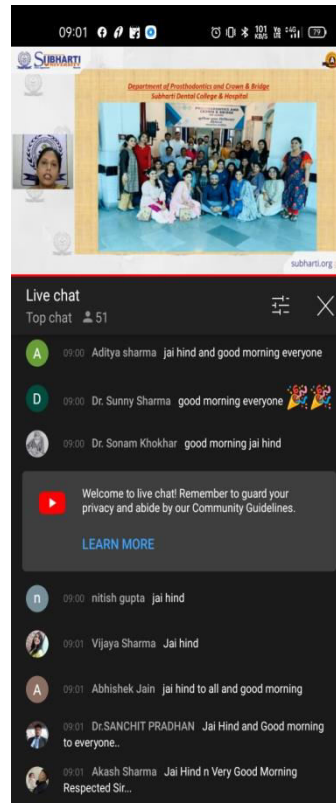 09:01
101
KB/S
4G
79
SUBHARTI
UNIVERSITY
Department of Prosthodontics and Crown & Bridge
Subharti Dental College & Hospital
subharti.org
Live chat
Top chat 51
A 09:00 Aditya sharma jai hind and good morning everyone
D 09:00 Dr. Sunny Sharma good morning everyone 🎉🎉
09:00 Dr. Sonam Khokhar good morning jai hind
Welcome to live chat! Remember to guard your
privacy and abide by our Community Guidelines.
LEARN MORE
n 09:00 nitish gupta jai hind
09:01 Vijaya Sharma Jai hind
A 09:01 Abhishek Jain jai hind to all and good morning
09:01 Dr.SANCHIT PRADHAN Jai Hind and Good morning
to everyone..
09:01 Akash Sharma Jai Hind n Very Good Morning
Respected Sir...